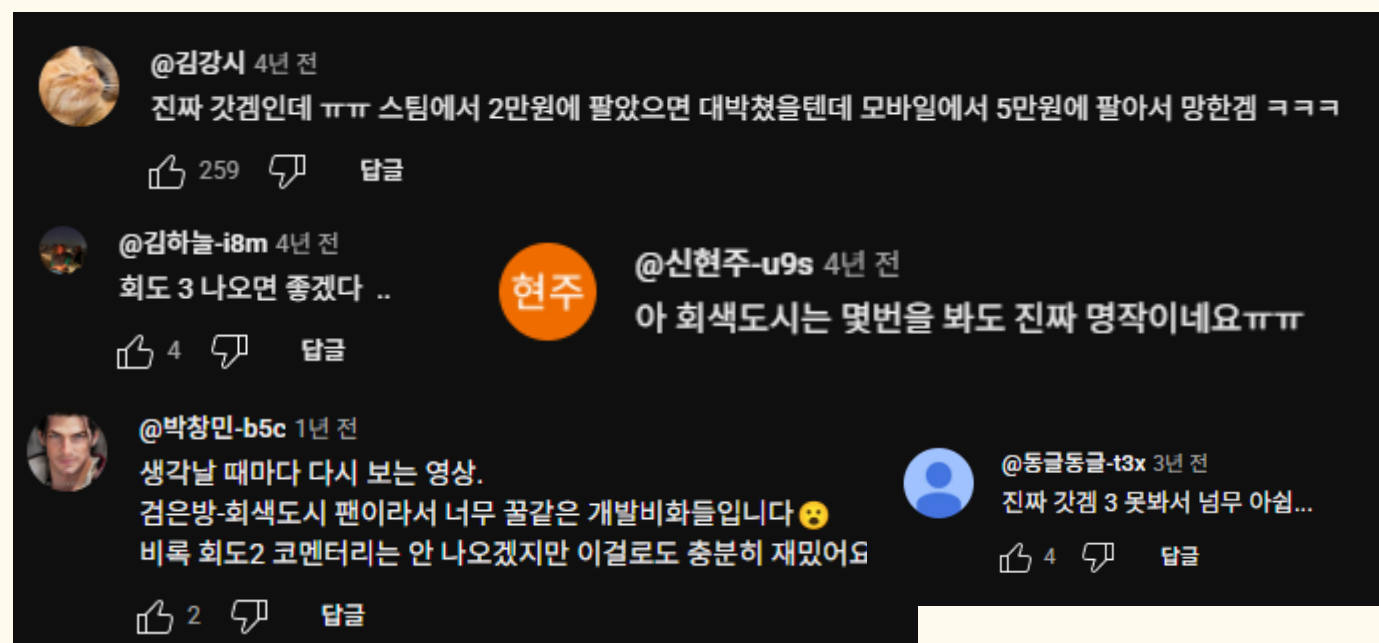 @김강시 4년 전
진짜 갓겜인데 ㅠㅠ 스팀에서 2만원에 팔았으면 대박쳤을텐데 모바일에서 5만원에 팔아서 망한겜 ㅋㅋㅋ
259 답글
@김하늘-i8m 4년 전
회도 3 나오면 좋겠다 ..
4 답글
현주
@신현주-u9s 4년 전
아 회색도시는 몇번을 봐도 진짜 명작이네요ㅠㅠ
@박창민-b5c 1년 전
생각날 때마다 다시 보는 영상.
검은방-회색도시 팬이라서 너무 꿀같은 개발비화들입니다😮
비록 회도2 코멘터리는 안 나오겠지만 이걸로도 충분히 재밌어요
2 답글
@동글동글-t3x 3년 전
진짜 갓겜 3 못봐서 넘무 아쉽...
4 답글